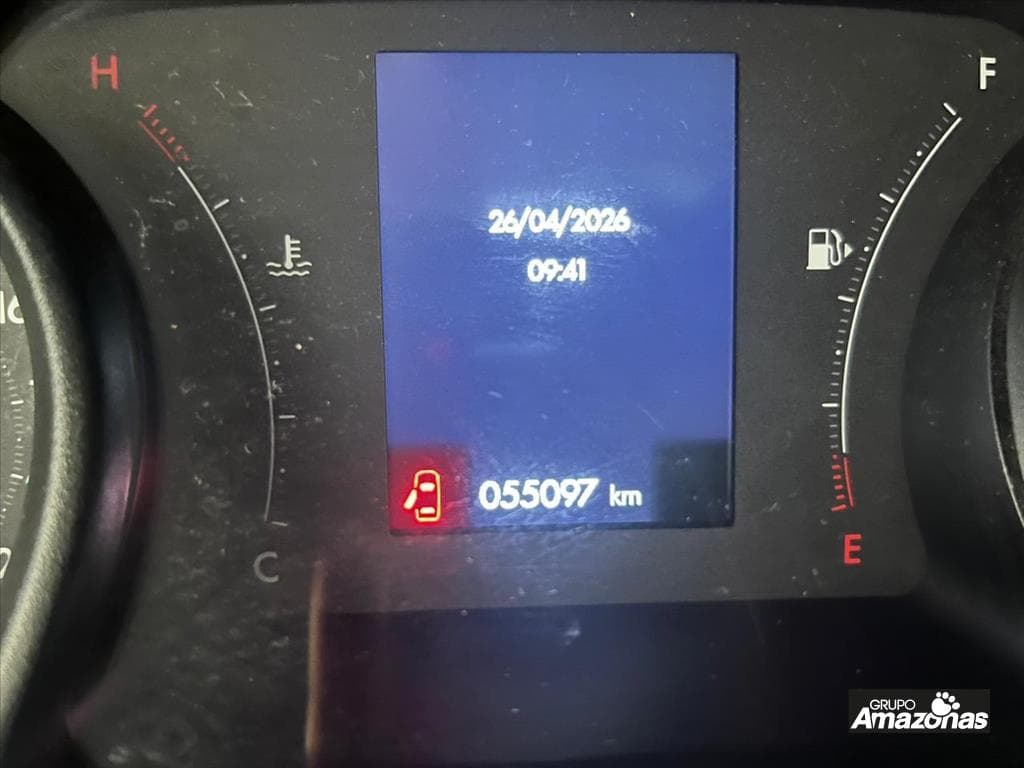 H
F
26/04/2026
09:41
055097 km
E
C
GRUPO
AMAZONAS